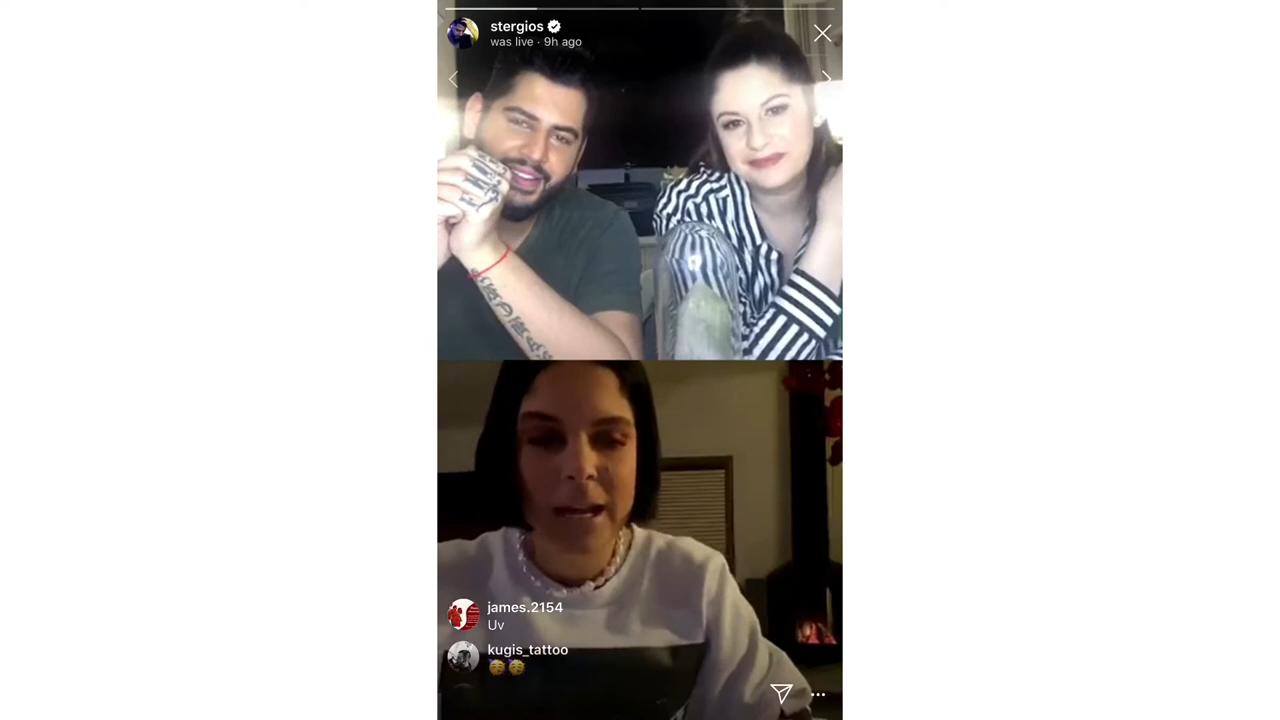 stergios
was live · 9h ago
james.2154
Uv
kugis_tattoo
🥳🥳